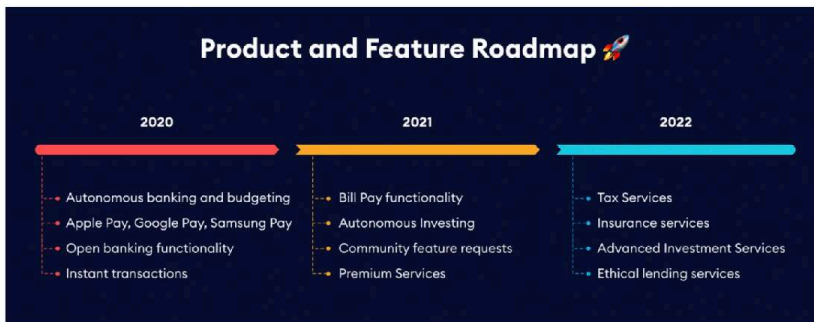 Product and Feature Roadmap 🚀
2020
Autonomous banking and budgeting
Apple Pay, Google Pay, Samsung Pay
Open banking functionality
Instant transactions
2021
Bill Pay functionality
Autonomous Investing
Community feature requests
Premium Services
2022
Tax Services
Insurance services
Advanced Investment Services
Ethical lending services